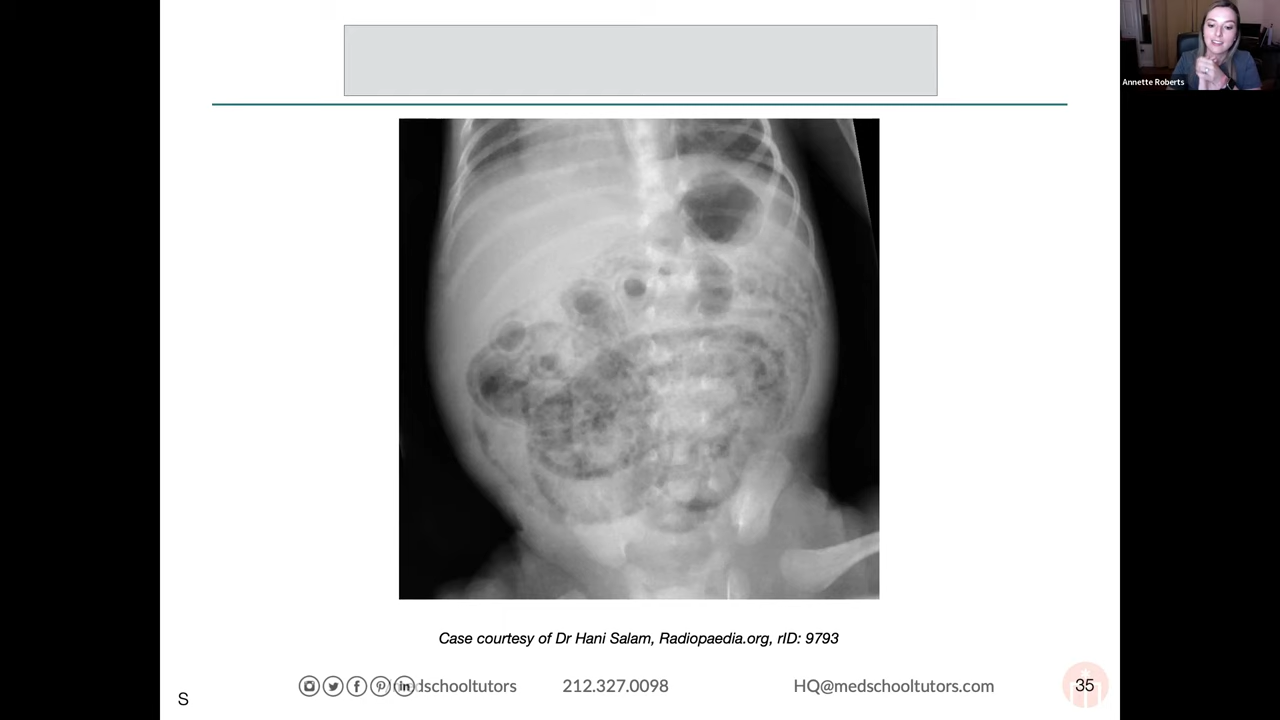 Annette Roberts
Case courtesy of Dr Hani Salam, Radiopaedia.org, rID: 9793
S
212.327.0098
HQ@medschooltutors.com
35